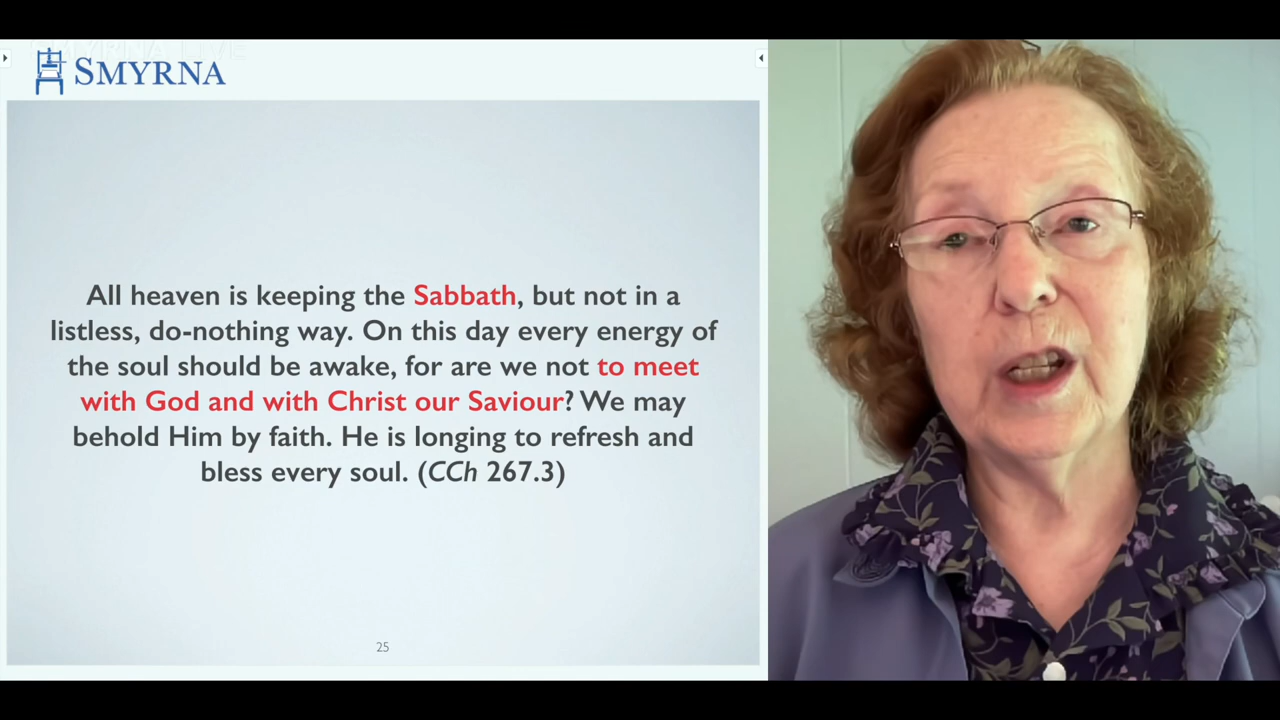 SMYRNA LIVE
SMYRNA
All heaven is keeping the Sabbath, but not in a
listless, do-nothing way. On this day every energy of
the soul should be awake, for are we not to meet
with God and with Christ our Saviour? We may
behold Him by faith. He is longing to refresh and
bless every soul. (CCh 267.3)
25